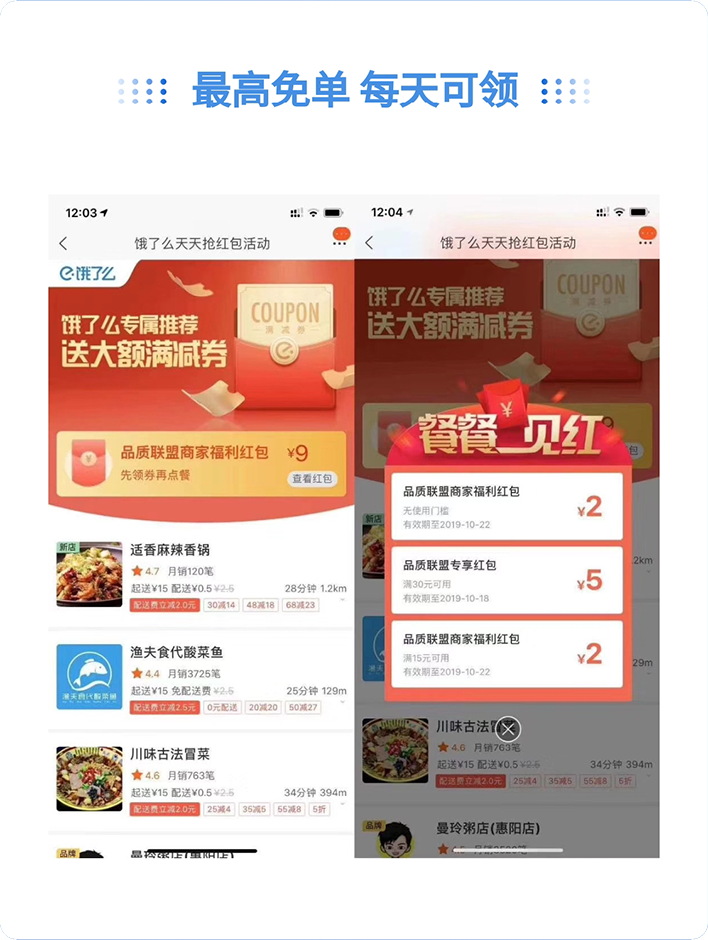 最高免单 每天可领
12:03
饿了么天天抢红包活动
饿了么
饿了么专属推荐
送大额满减券
COUPON
满减券
品质联盟商家福利红包 ¥9
先领券再点餐
查看红包
新店
适香麻辣香锅
4.7 月销120笔
起送¥15 配送¥0.5 ¥2.5 28分钟 1.2km
配送费立减2.0元 30减14 48减18 68减23
渔夫食代酸菜鱼
渔夫食代酸菜鱼
4.4 月销3725笔
起送¥15 免配送费 ¥2.5 25分钟 129m
配送费立减2.5元 0元配送 20减20 50减27
川味古法冒菜
4.6 月销763笔
起送¥15 配送¥0.5 ¥2.5 34分钟 394m
配送费立减2.0元 25减4 35减5 55减8 5折
品牌
曼玲粥店(惠阳店)
12:04
饿了么天天抢红包活动
饿了么专属推荐
送大额满减券
COUPON
满减券
¥
餐餐见红
品质联盟商家福利红包
无使用门槛
有效期至2019-10-22
¥2
品质联盟专享红包
满30元可用
有效期至2019-10-18
¥5
品质联盟商家福利红包
满15元可用
有效期至2019-10-22
¥2
新店
.2km
29m
川味古法冒菜
4.6 月销763笔
起送¥15 配送¥0.5 ¥2.5 34分钟 394m
配送费立减2.0元 25减4 35减5 55减8 5折
品牌
曼玲粥店(惠阳店)